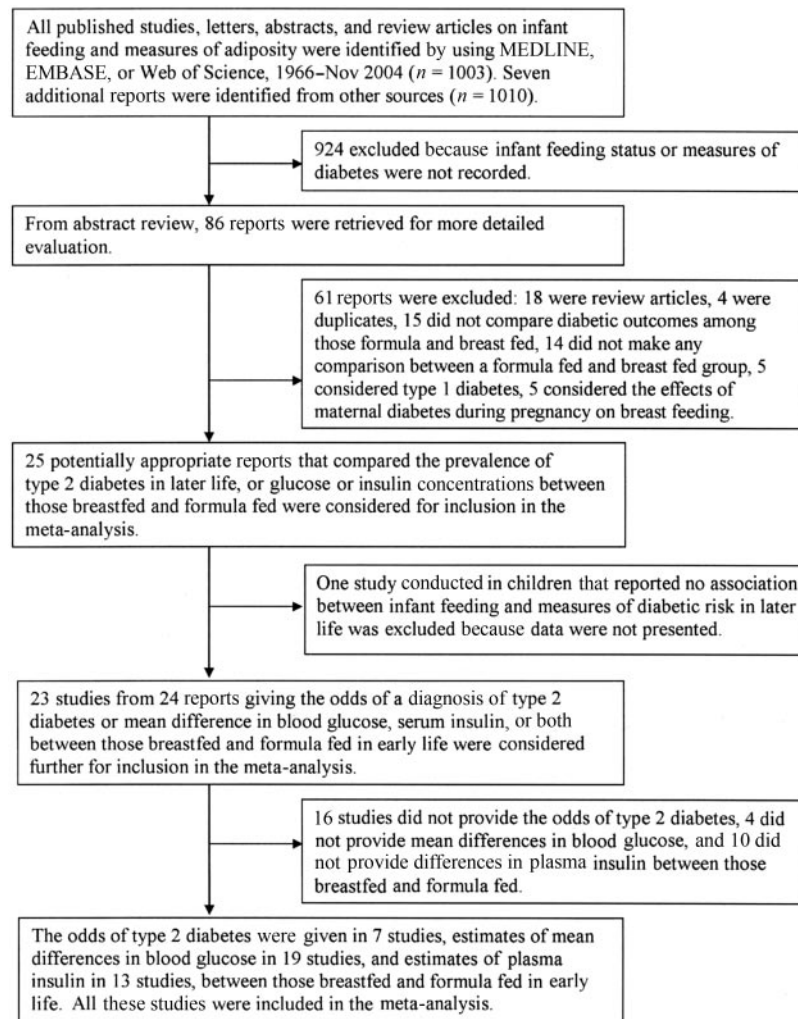 All published studies, letters, abstracts, and review articles on infant
feeding and measures of adiposity were identified by using MEDLINE,
EMBASE, or Web of Science, 1966–Nov 2004 (n = 1003). Seven
additional reports were identified from other sources (n = 1010).
924 excluded because infant feeding status or measures of
diabetes were not recorded.
From abstract review, 86 reports were retrieved for more detailed
evaluation.
61 reports were excluded: 18 were review articles, 4 were
duplicates, 15 did not compare diabetic outcomes among
those formula and breast fed, 14 did not make any
comparison between a formula fed and breast fed group, 5
considered type 1 diabetes, 5 considered the effects of
maternal diabetes during pregnancy on breast feeding.
25 potentially appropriate reports that compared the prevalence of
type 2 diabetes in later life, or glucose or insulin concentrations between
those breastfed and formula fed were considered for inclusion in the
meta-analysis.
One study conducted in children that reported no association
between infant feeding and measures of diabetic risk in later
life was excluded because data were not presented.
23 studies from 24 reports giving the odds of a diagnosis of type 2
diabetes or mean difference in blood glucose, serum insulin, or both
between those breastfed and formula fed in early life were considered
further for inclusion in the meta-analysis.
16 studies did not provide the odds of type 2 diabetes, 4 did
not provide mean differences in blood glucose, and 10 did
not provide differences in plasma insulin between those
breastfed and formula fed.
The odds of type 2 diabetes were given in 7 studies, estimates of mean
differences in blood glucose in 19 studies, and estimates of plasma
insulin in 13 studies, between those breastfed and formula fed in early
life. All these studies were included in the meta-analysis.